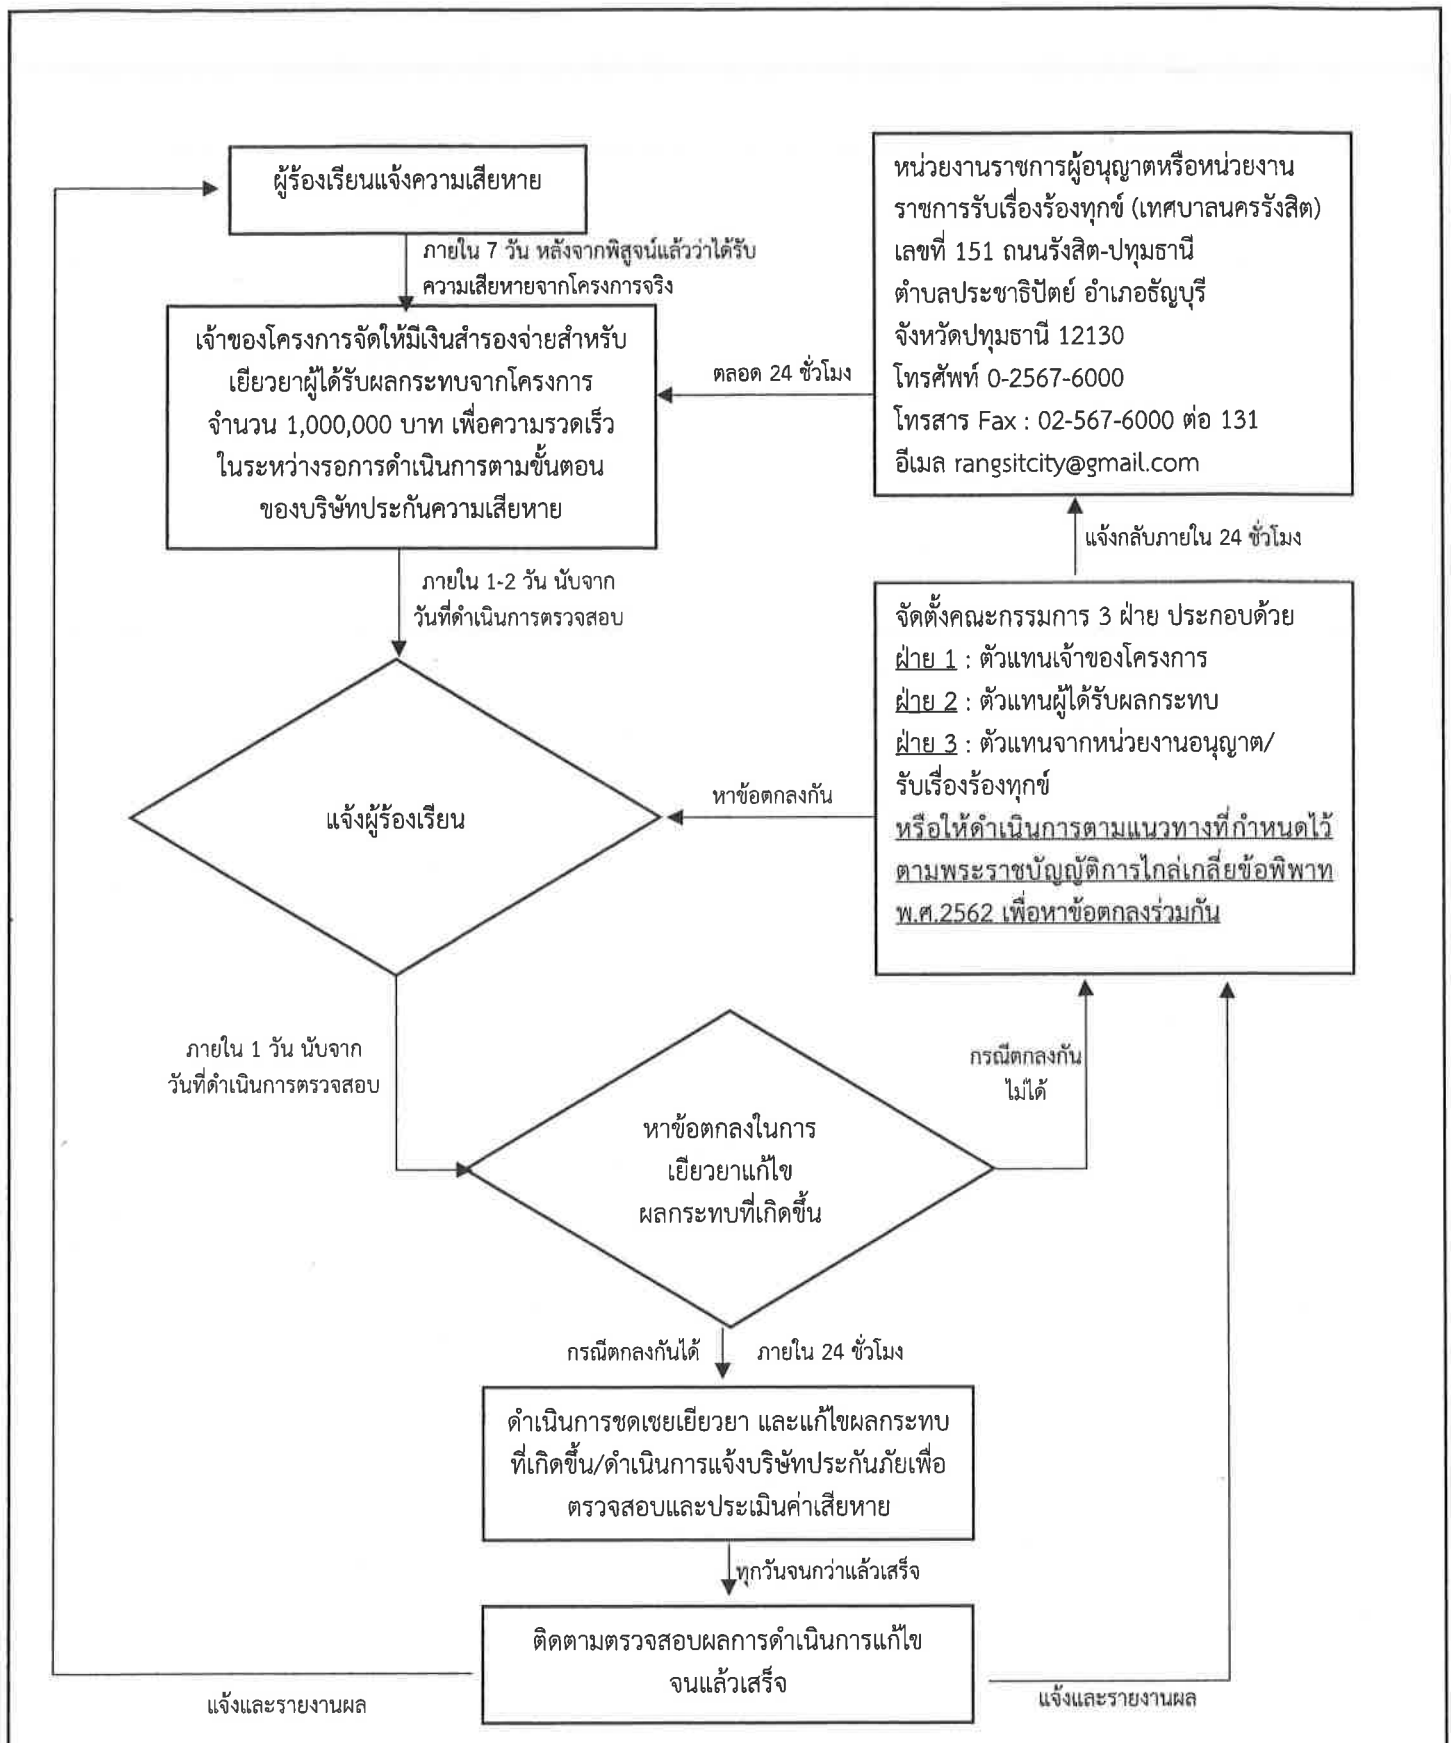 ผู้ร้องเรียนแจ้งความเสียหาย
ภายใน 7 วัน หลังจากพิสูจน์แล้วว่าได้รับ
ความเสียหายจากโครงการจริง
เจ้าของโครงการจัดให้มีเงินสำรองจ่ายสำหรับ
เยียวยาผู้ได้รับผลกระทบจากโครงการ
จำนวน 1,000,000 บาท เพื่อความรวดเร็ว
ในระหว่างรอการดำเนินการตามขั้นตอน
ของบริษัทประกันความเสียหาย
ตลอด 24 ชั่วโมง
หน่วยงานราชการผู้อนุญาตหรือหน่วยงาน
ราชการรับเรื่องร้องทุกข์ (เทศบาลนครรังสิต)
เลขที่ 151 ถนนรังสิต-ปทุมธานี
ตำบลประชาธิปัตย์ อำเภอธัญบุรี
จังหวัดปทุมธานี 12130
โทรศัพท์ 0-2567-6000
โทรสาร Fax : 02-567-6000 ต่อ 131
อีเมล rangsitcity@gmail.com
แจ้งกลับภายใน 24 ชั่วโมง
ภายใน 1-2 วัน นับจาก
วันที่ดำเนินการตรวจสอบ
จัดตั้งคณะกรรมการ 3 ฝ่าย ประกอบด้วย
ฝ่าย 1 : ตัวแทนเจ้าของโครงการ
ฝ่าย 2 : ตัวแทนผู้ได้รับผลกระทบ
ฝ่าย 3 : ตัวแทนจากหน่วยงานอนุญาต/
รับเรื่องร้องทุกข์
หรือให้ดำเนินการตามแนวทางที่กำหนดไว้
ตามพระราชบัญญัติการไกล่เกลี่ยข้อพิพาท
พ.ศ.2562 เพื่อหาข้อตกลงร่วมกัน
หาข้อตกลงกัน
แจ้งผู้ร้องเรียน
ภายใน 1 วัน นับจาก
วันที่ดำเนินการตรวจสอบ
กรณีตกลงกัน
ไม่ได้
หาข้อตกลงในการ
เยียวยาแก้ไข
ผลกระทบที่เกิดขึ้น
กรณีตกลงกันได้ ภายใน 24 ชั่วโมง
ดำเนินการชดเชยเยียวยา และแก้ไขผลกระทบ
ที่เกิดขึ้น/ดำเนินการแจ้งบริษัทประกันภัยเพื่อ
ตรวจสอบและประเมินค่าเสียหาย
ทุกวันจนกว่าแล้วเสร็จ
ติดตามตรวจสอบผลการดำเนินการแก้ไข
จนแล้วเสร็จ
แจ้งและรายงานผล
แจ้งและรายงานผล